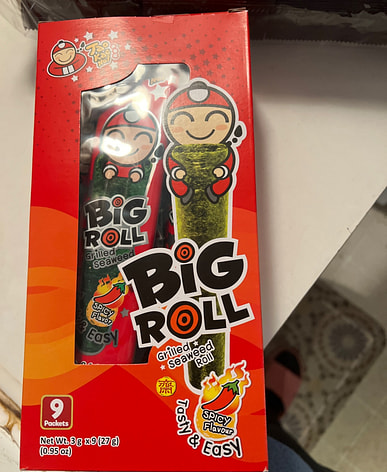 BiG
ROLL
Grilled
Seaweed
SPICY
Flavor
& Easy
BiG
ROLL
Grilled
Seaweed
Roll
SPICY
Flavour
Tasty & Easy
9
Packets
Net Wt. 3 g x 9 (27 g)
(0.95 oz)